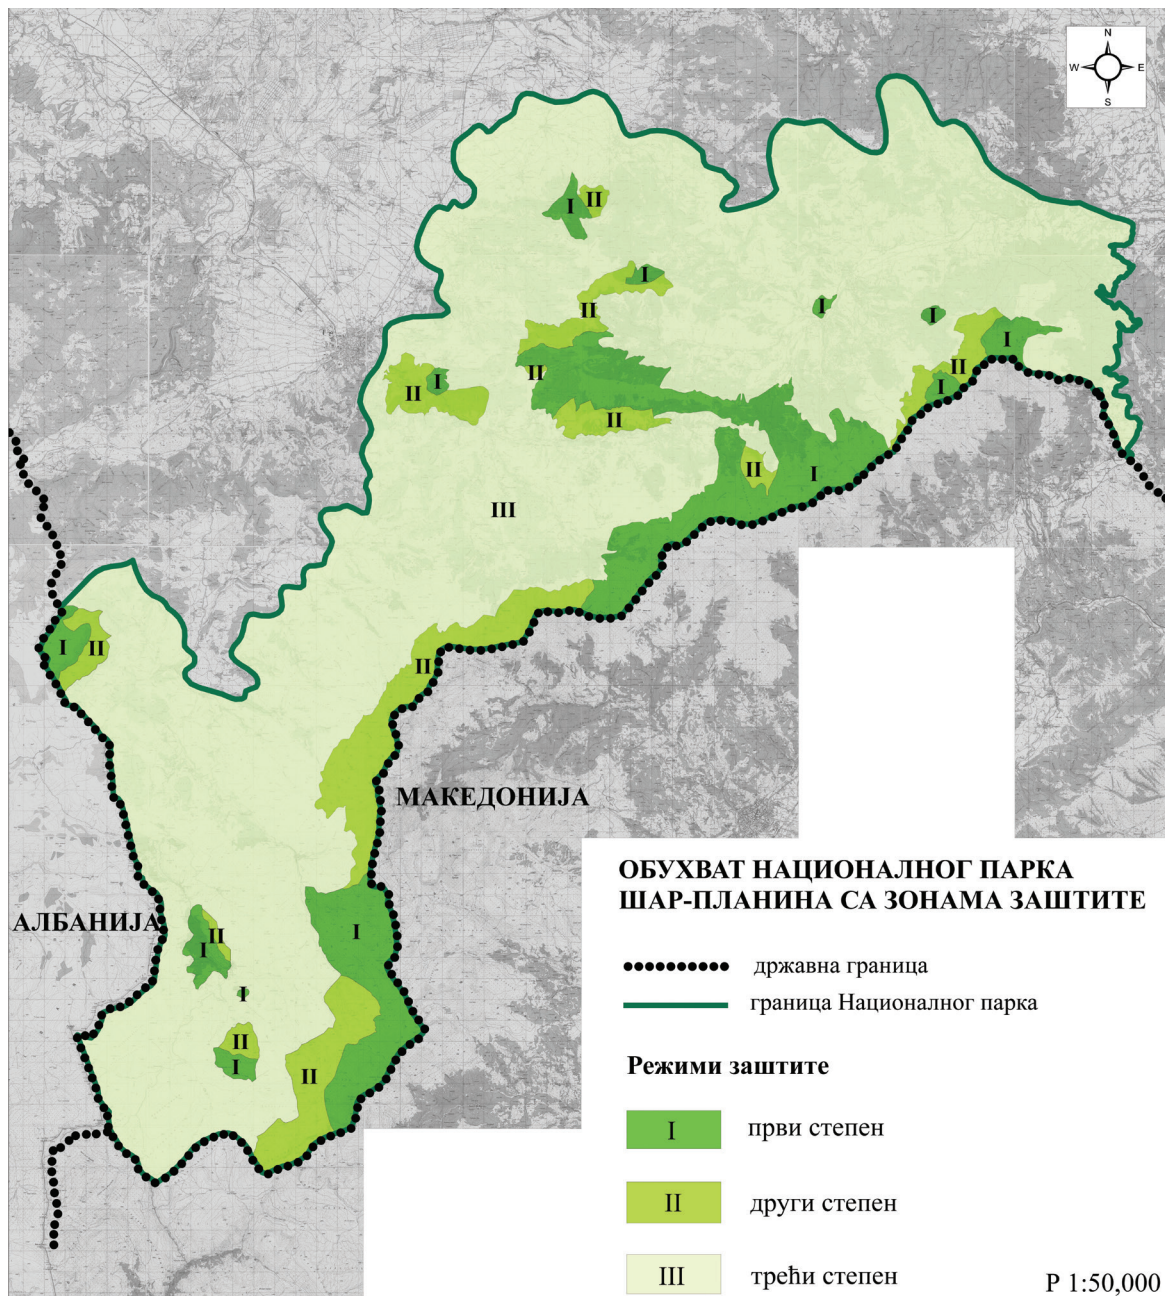 N
W E
S
I II
I
II
I
I
I
II
II
I
II
I
II
II
I
III
I II
II
МАКЕДОНИЈА
ОБУХВАТ НАЦИОНАЛНОГ ПАРКА
ШАР-ПЛАНИНА СА ЗОНАМА ЗАШТИТЕ
АЛБАНИЈА
II
I
I
I
II
I
II
државна граница
граница Националног парка
Режими заштите
I први степен
II други степен
III трећи степен
Р 1:50,000